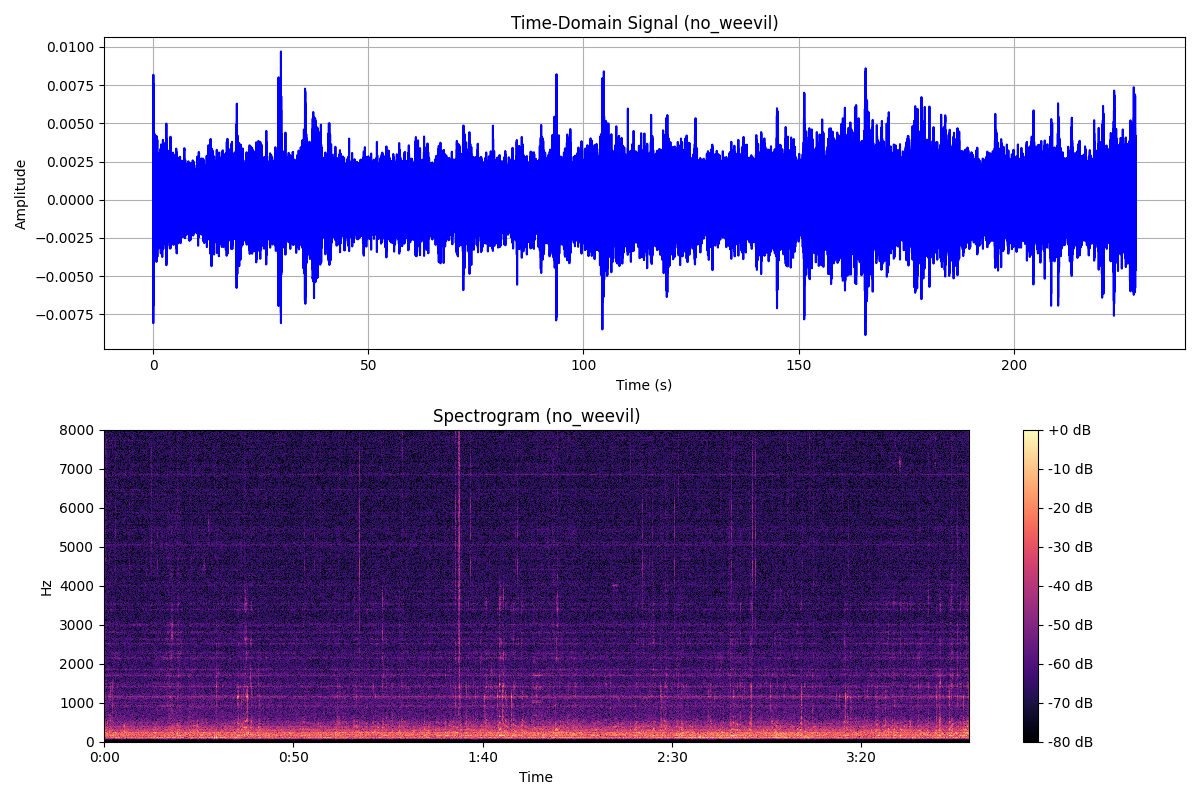 Time-Domain Signal (no_weevil)
0.0100
0.0075
0.0050
0.0025
0.0000
−0.0025
−0.0050
−0.0075
Amplitude
0 50 100 150 200
Time (s)
Spectrogram (no_weevil)
8000
7000
6000
5000
4000
3000
2000
1000
0
Hz
0:00 0:50 1:40 2:30 3:20
Time
+0 dB
-10 dB
-20 dB
-30 dB
-40 dB
-50 dB
-60 dB
-70 dB
-80 dB